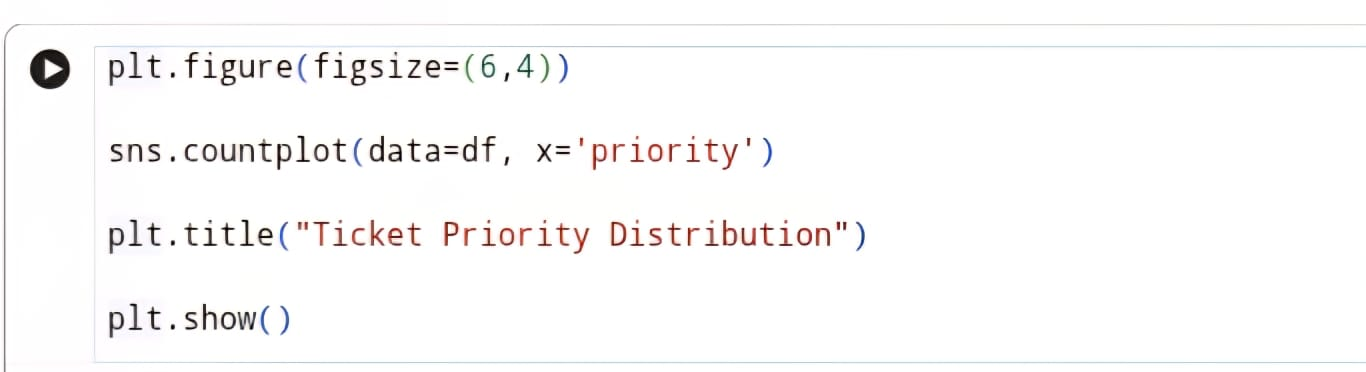 plt.figure(figsize=(6,4))
sns.countplot(data=df, x='priority')
plt.title("Ticket Priority Distribution")
plt.show()